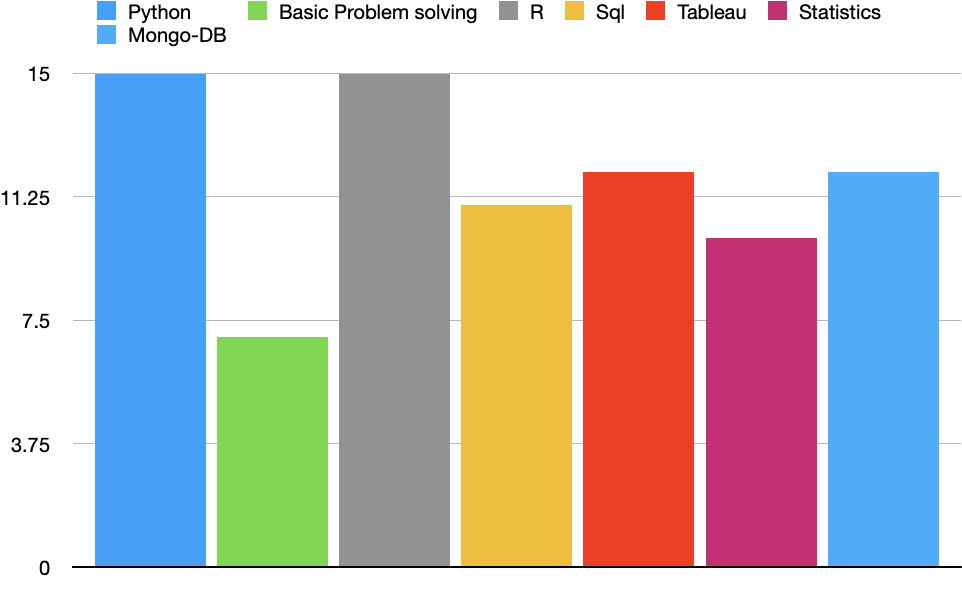 Python Basic Problem solving R Sql Tableau Statistics
Mongo-DB
15
11.25
7.5
3.75
0